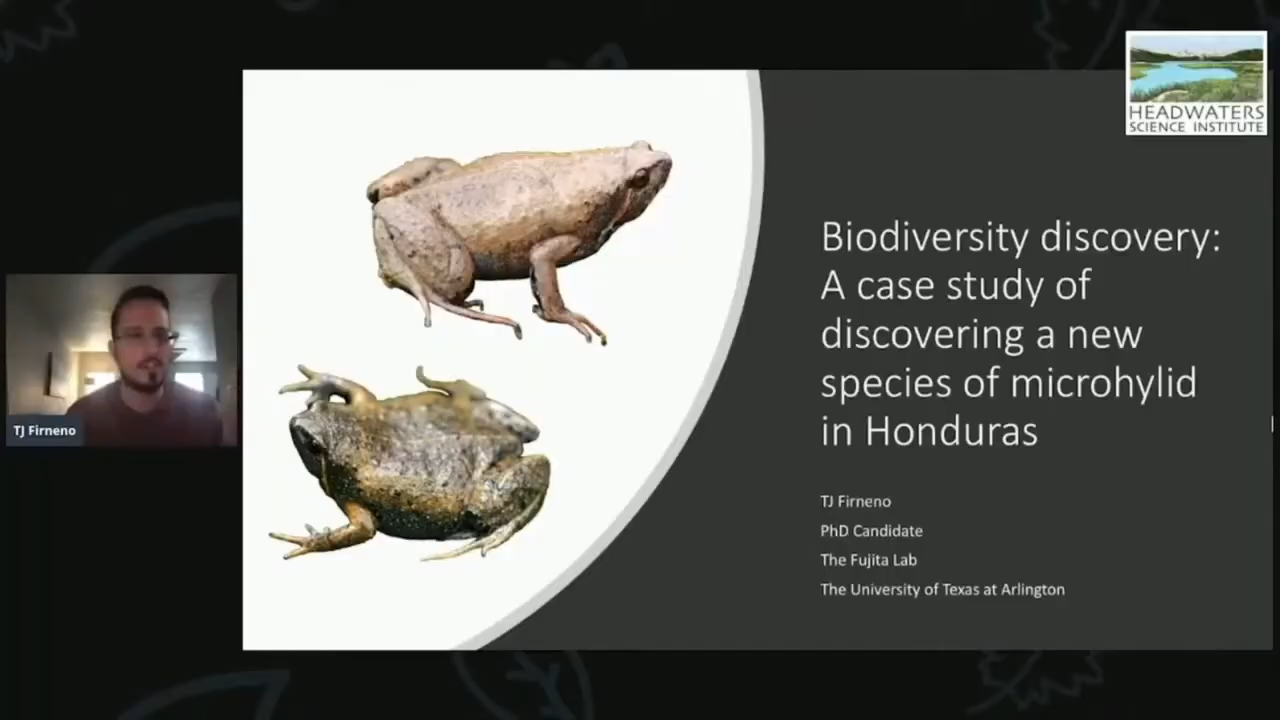 HEADWATERS
SCIENCE INSTITUTE
Biodiversity discovery:
A case study of
discovering a new
species of microhylid
in Honduras
TJ Firneno
TJ Firneno
PhD Candidate
The Fujita Lab
The University of Texas at Arlington